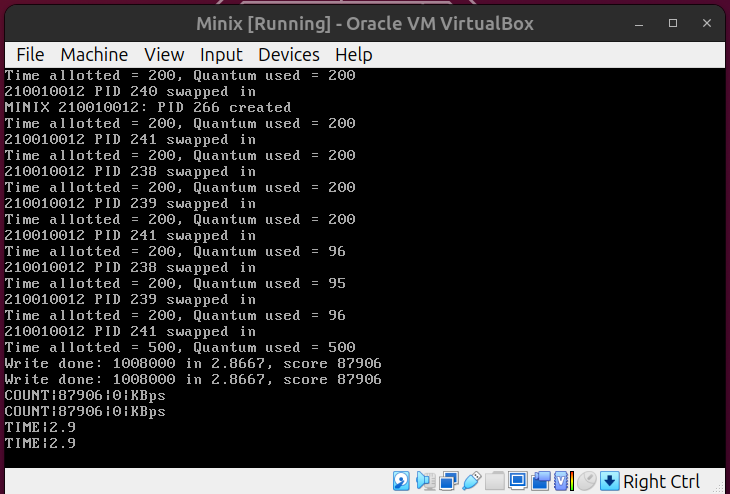 Minix [Running] - Oracle VM VirtualBox
File Machine View Input Devices Help
Time allotted = 200, Quantum used = 200
210010012 PID 240 swapped in
MINIX 210010012: PID 266 created
Time allotted = 200, Quantum used = 200
210010012 PID 241 swapped in
Time allotted = 200, Quantum used = 200
210010012 PID 238 swapped in
Time allotted = 200, Quantum used = 200
210010012 PID 239 swapped in
Time allotted = 200, Quantum used = 200
210010012 PID 241 swapped in
Time allotted = 200, Quantum used = 96
210010012 PID 238 swapped in
Time allotted = 200, Quantum used = 95
210010012 PID 239 swapped in
Time allotted = 200, Quantum used = 96
210010012 PID 241 swapped in
Time allotted = 500, Quantum used = 500
Write done: 1008000 in 2.8667, score 87906
Write done: 1008000 in 2.8667, score 87906
COUNT|87906|0|KBps
COUNT|87906|0|KBps
TIME|2.9
TIME|2.9
Right Ctrl